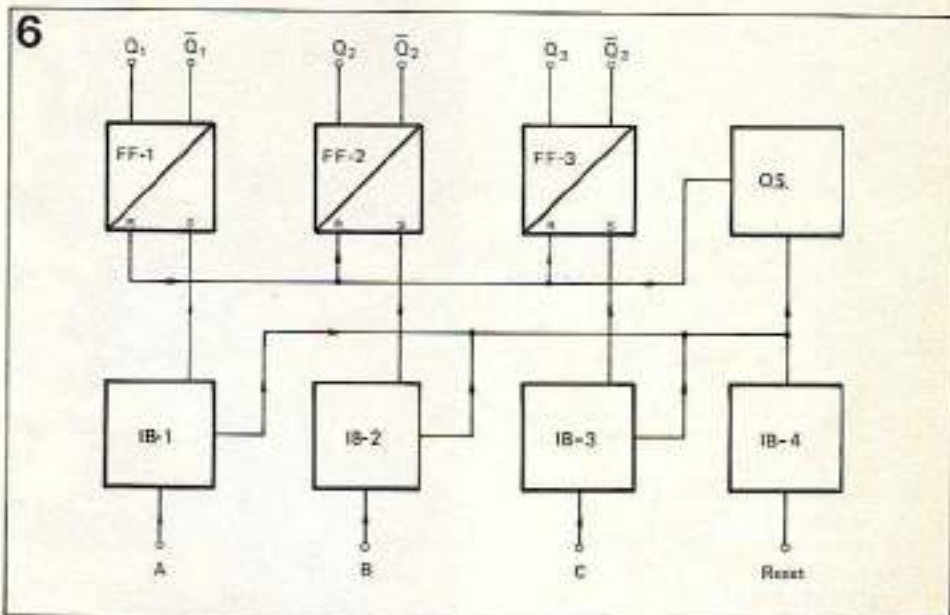 6
Q₁ Q̄₁ Q₂ Q̄₂ Q₃ Q̄₃
FF-1 FF-2 FF-3 O.S.
R S R S
IB-1 IB-2 IB-3 IB-4
A B C Reset